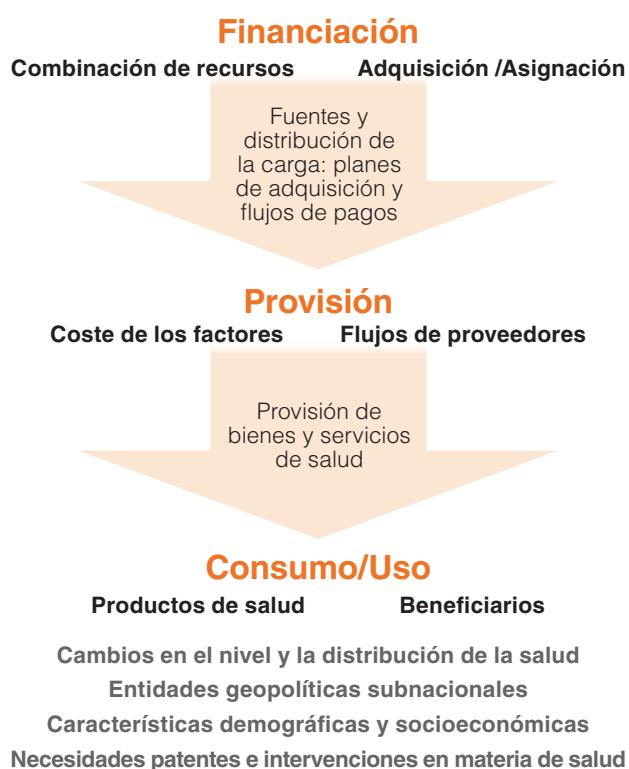 Financiación
Combinación de recursos Adquisición /Asignación
Fuentes y
distribución de
la carga: planes
de adquisición y
flujos de pagos
Provisión
Coste de los factores Flujos de proveedores
Provisión de
bienes y servicios
de salud
Consumo/Uso
Productos de salud Beneficiarios
Cambios en el nivel y la distribución de la salud
Entidades geopolíticas subnacionales
Características demográficas y socioeconómicas
Necesidades patentes e intervenciones en materia de salud